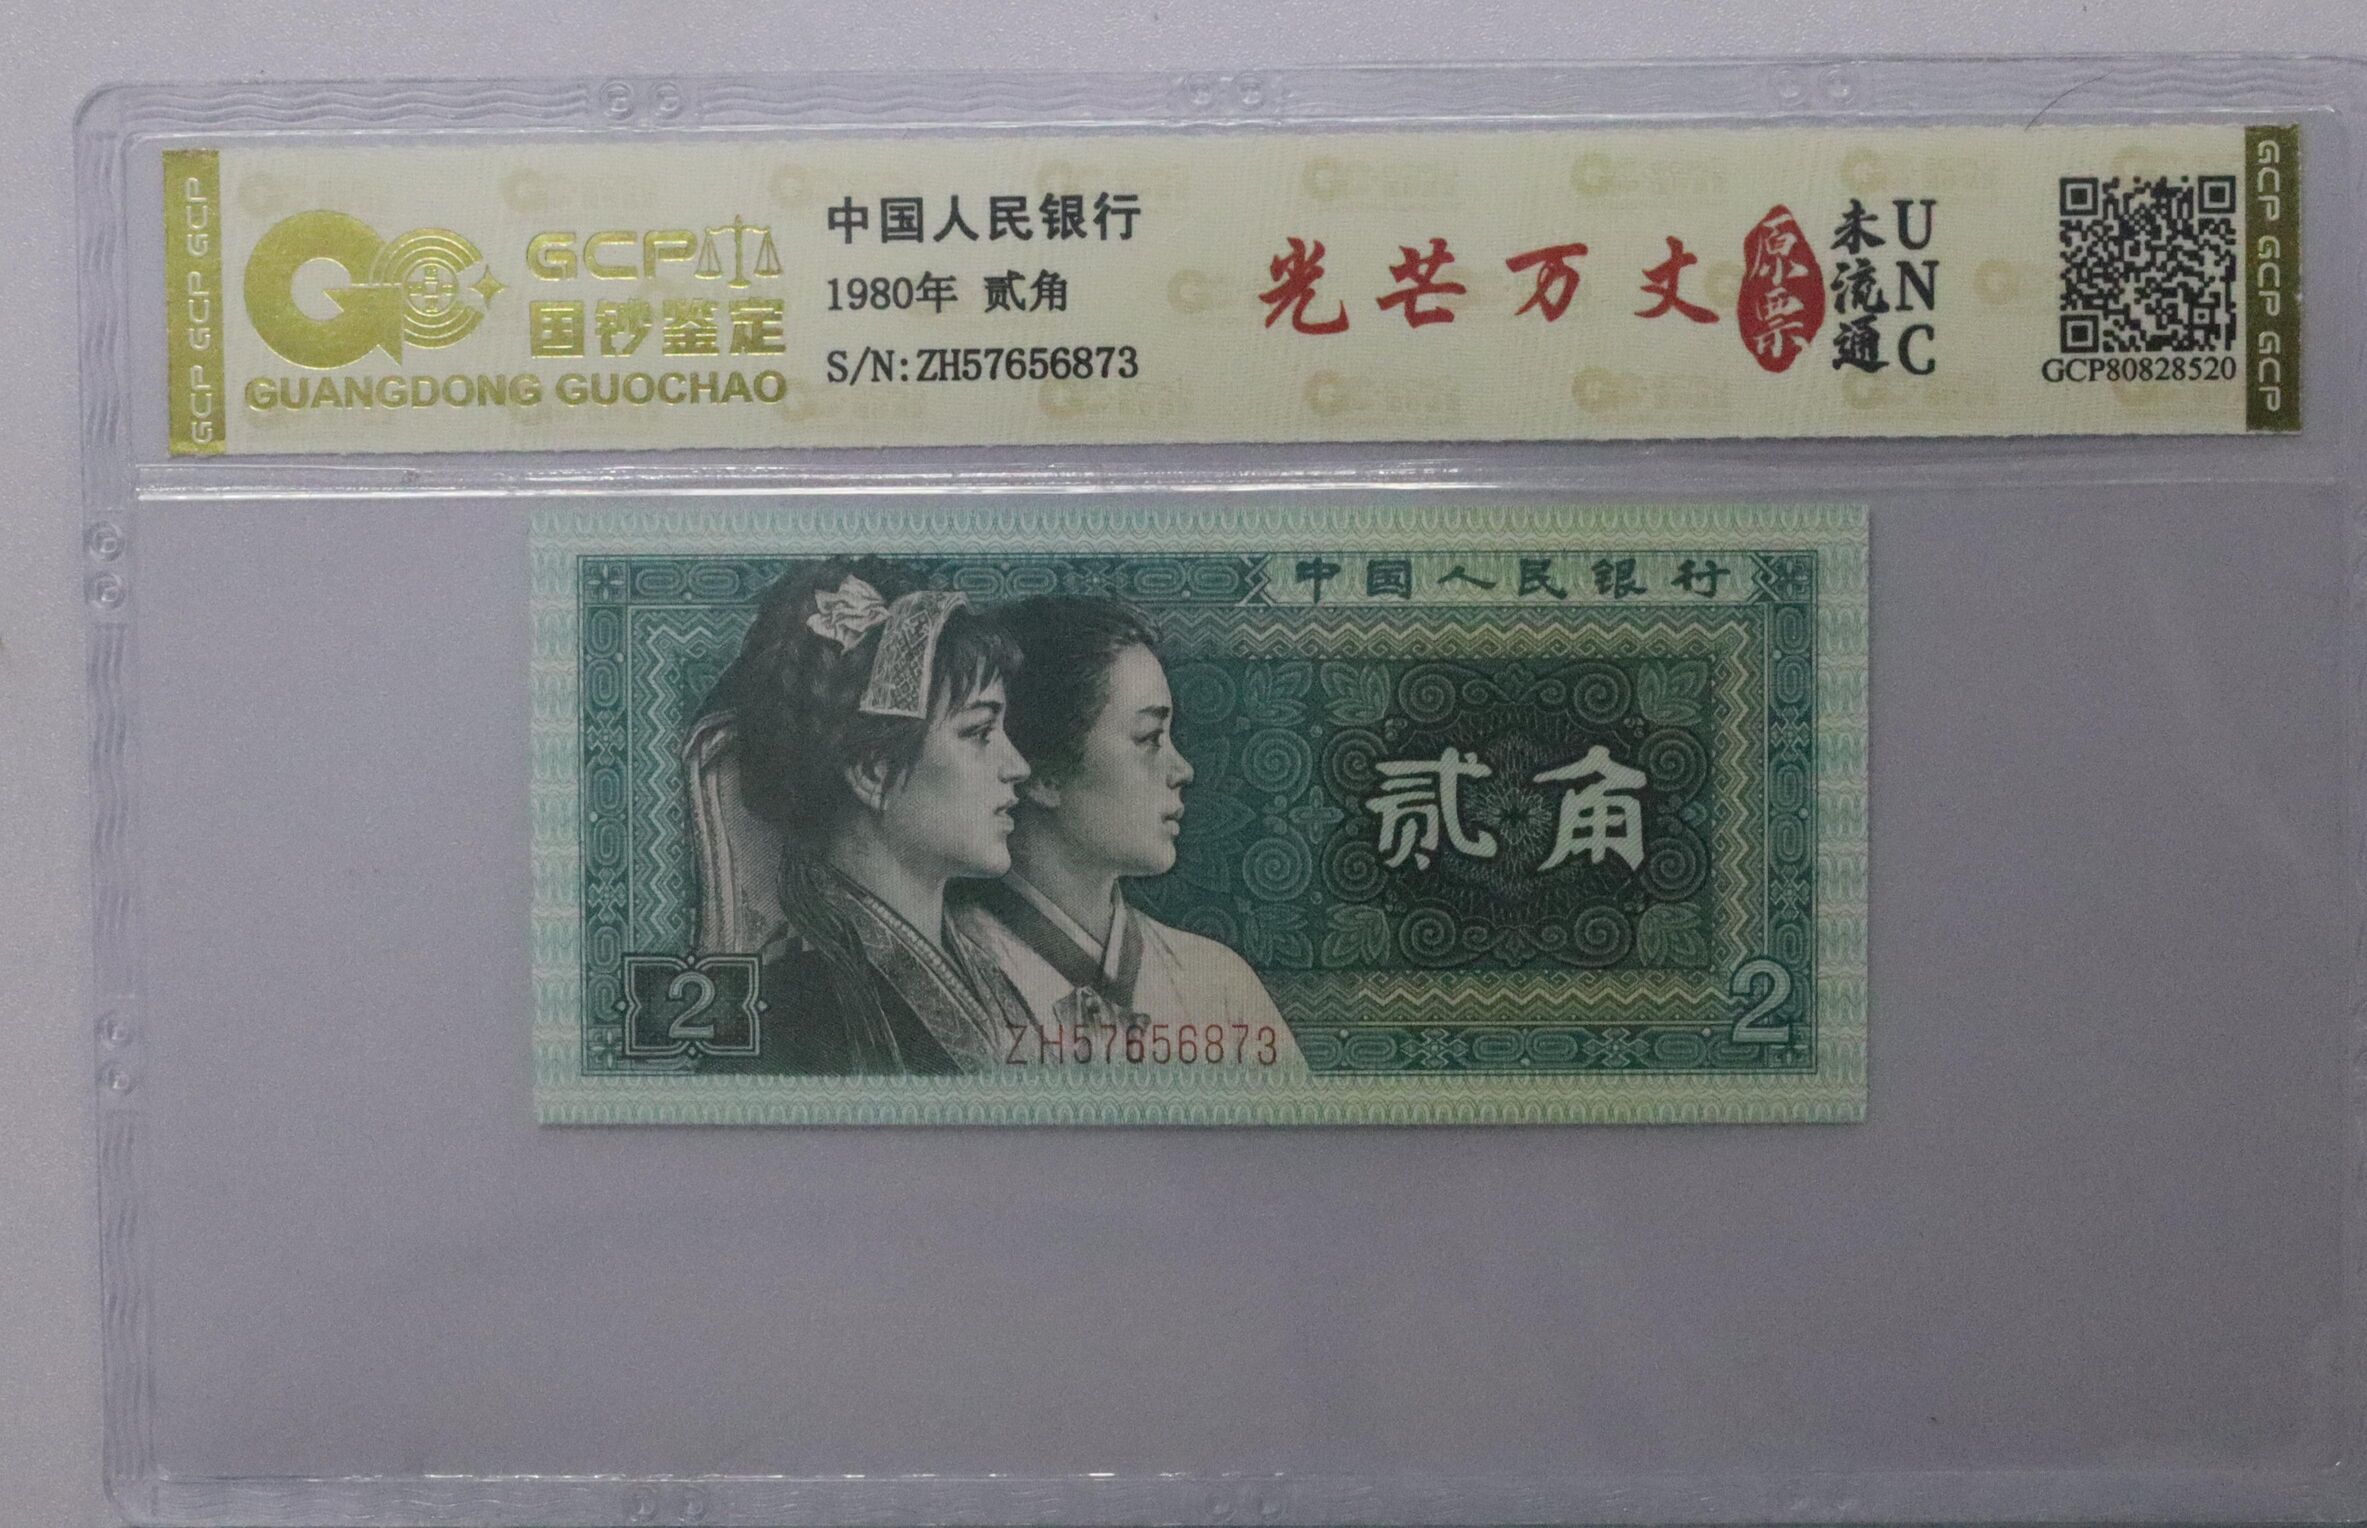 GCP GCP GCP
GCP
国钞鉴定
GUANGDONG GUOCHAO
中国人民银行
1980年 贰角
S/N:ZH57656873
光芒万丈
原票
未流通
UNC
GCP80828520
GCP GCP GCP
中国人民银行
贰角
2
2
ZH57656873